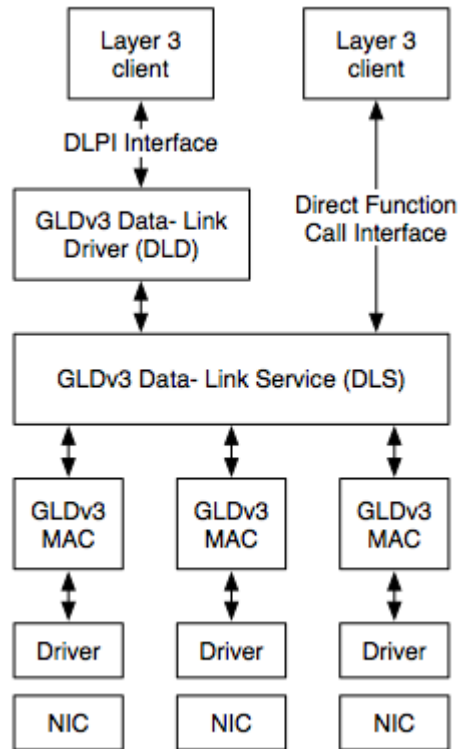 Layer 3
client
Layer 3
client
DLPI Interface
GLDv3 Data- Link
Driver (DLD)
Direct Function
Call Interface
GLDv3 Data- Link Service (DLS)
GLDv3
MAC
GLDv3
MAC
GLDv3
MAC
Driver
Driver
Driver
NIC
NIC
NIC